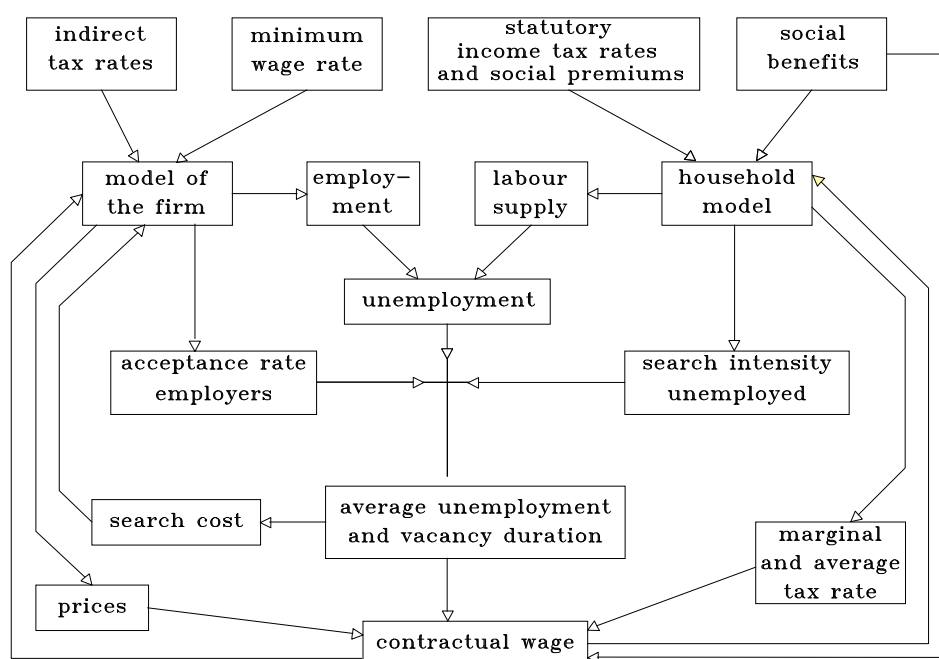 indirect
tax rates
minimum
wage rate
statutory
income tax rates
and social premiums
social
benefits
model of
the firm
employ-
ment
labour
supply
household
model
unemployment
acceptance rate
employers
search intensity
unemployed
search cost
average unemployment
and vacancy duration
marginal
and average
tax rate
prices
contractual wage